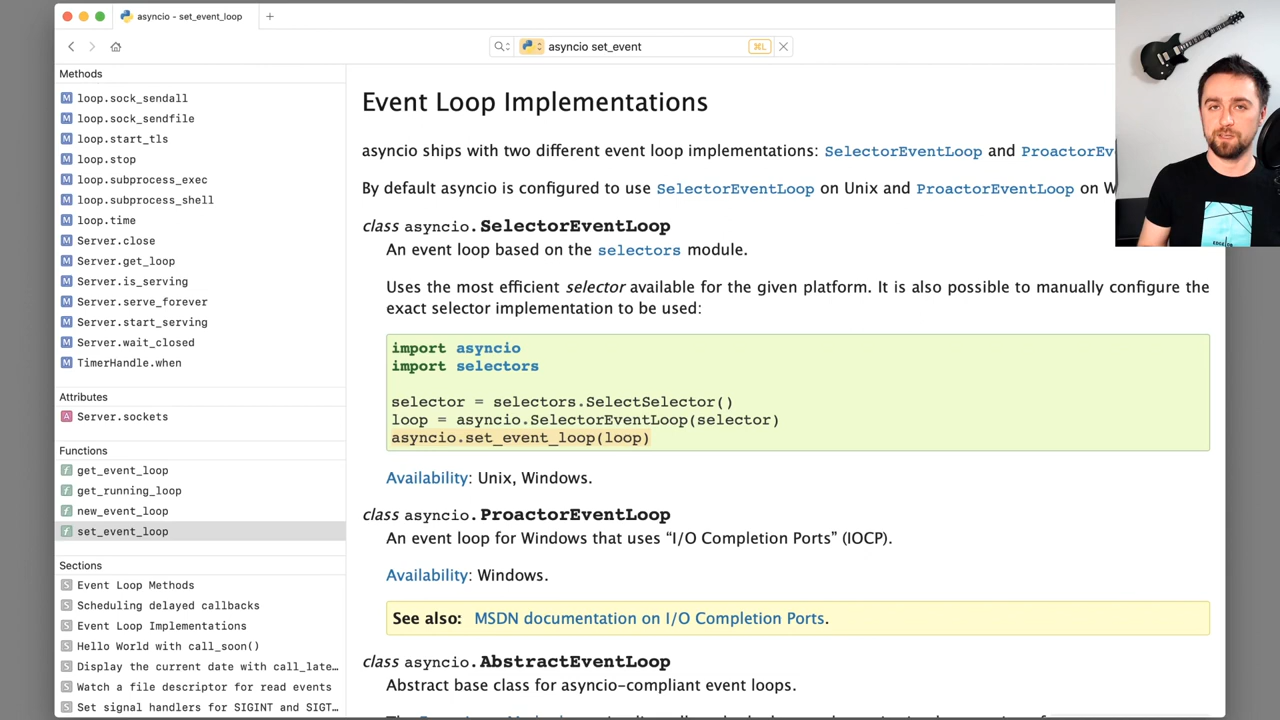 asyncio - set_event_loop
asyncio set_event
⌘L
Methods
M loop.sock_sendall
M loop.sock_sendfile
M loop.start_tls
M loop.stop
M loop.subprocess_exec
M loop.subprocess_shell
M loop.time
M Server.close
M Server.get_loop
M Server.is_serving
M Server.serve_forever
M Server.start_serving
M Server.wait_closed
M TimerHandle.when
Attributes
A Server.sockets
Functions
f get_event_loop
f get_running_loop
f new_event_loop
f set_event_loop
Sections
S Event Loop Methods
S Scheduling delayed callbacks
S Event Loop Implementations
S Hello World with call_soon()
S Display the current date with call_late…
S Watch a file descriptor for read events
S Set signal handlers for SIGINT and SIGT…
Event Loop Implementations
asyncio ships with two different event loop implementations: SelectorEventLoop and ProactorEv
By default asyncio is configured to use SelectorEventLoop on Unix and ProactorEventLoop on W
class asyncio.SelectorEventLoop
An event loop based on the selectors module.
Uses the most efficient selector available for the given platform. It is also possible to manually configure the
exact selector implementation to be used:
import asyncio
import selectors
selector = selectors.SelectSelector()
loop = asyncio.SelectorEventLoop(selector)
asyncio.set_event_loop(loop)
Availability: Unix, Windows.
class asyncio.ProactorEventLoop
An event loop for Windows that uses “I/O Completion Ports” (IOCP).
Availability: Windows.
See also: MSDN documentation on I/O Completion Ports.
class asyncio.AbstractEventLoop
Abstract base class for asyncio-compliant event loops.